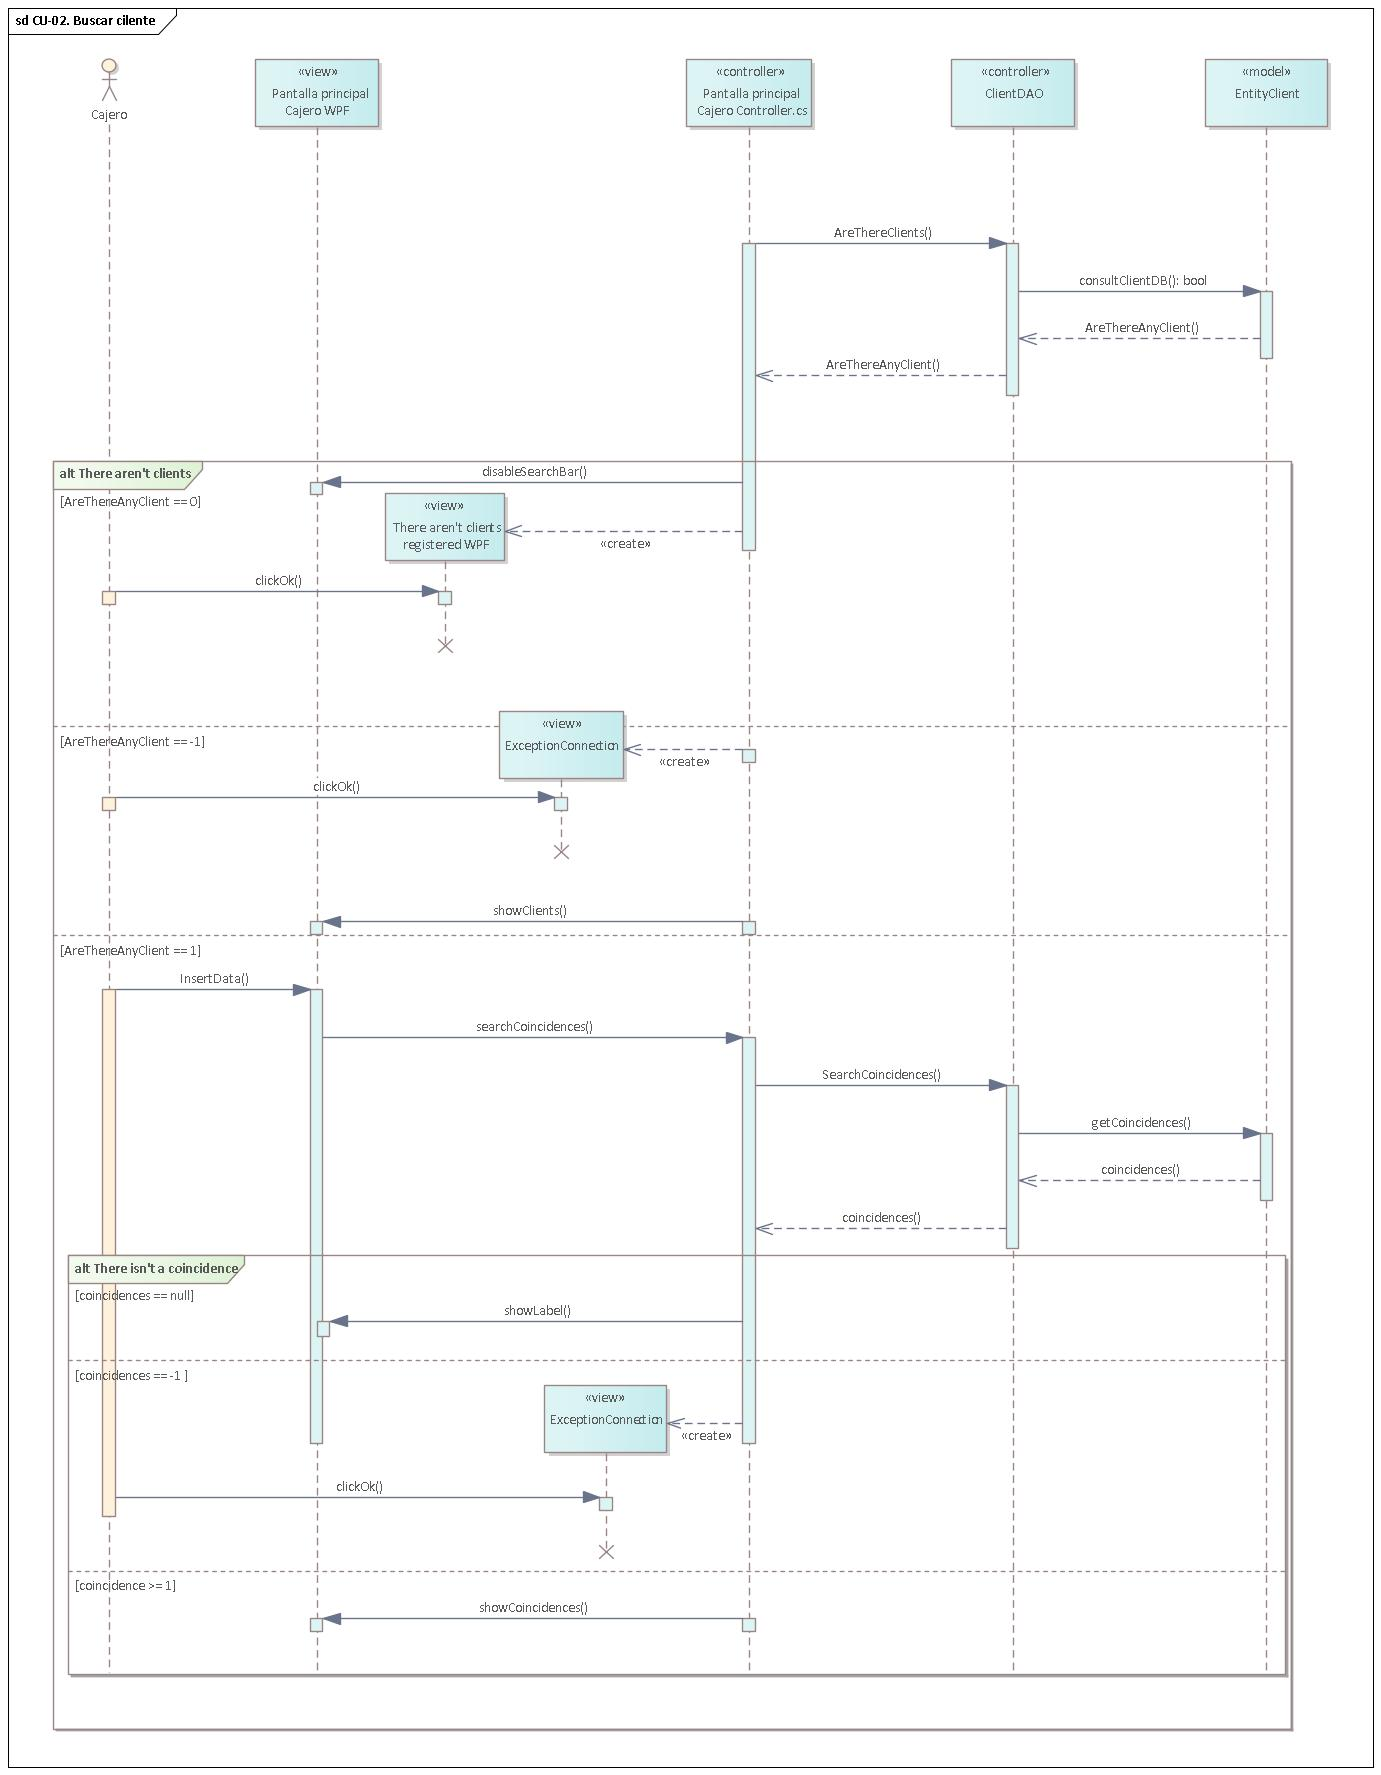 sd CU-02. Buscar cilente
Cajero
«view»
Pantalla principal
Cajero WPF
«controller»
Pantalla principal
Cajero Controller.cs
«controller»
ClientDAO
«model»
EntityClient
AreThereClients()
consultClientDB(): bool
AreThereAnyClient()
AreThereAnyClient()
alt There aren't clients
[AreThereAnyClient == 0]
disableSearchBar()
«view»
There aren't clients
registered WPF
«create»
clickOk()
[AreThereAnyClient == -1]
«view»
ExceptionConnection
«create»
clickOk()
showClients()
[AreThereAnyClient == 1]
InsertData()
searchCoincidences()
SearchCoincidences()
getCoincidences()
coincidences()
coincidences()
alt There isn't a coincidence
[coincidences == null]
showLabel()
[coincidences == -1 ]
«view»
ExceptionConnection
«create»
clickOk()
[coincidence >= 1]
showCoincidences()